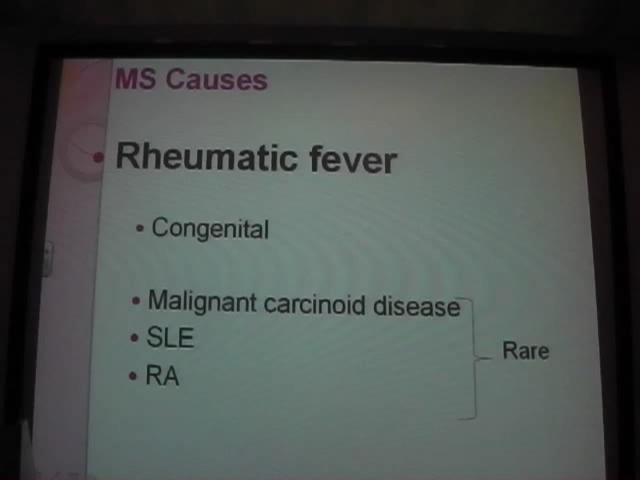 MS Causes
• Rheumatic fever
• Congenital
• Malignant carcinoid disease
• SLE
• RA
Rare